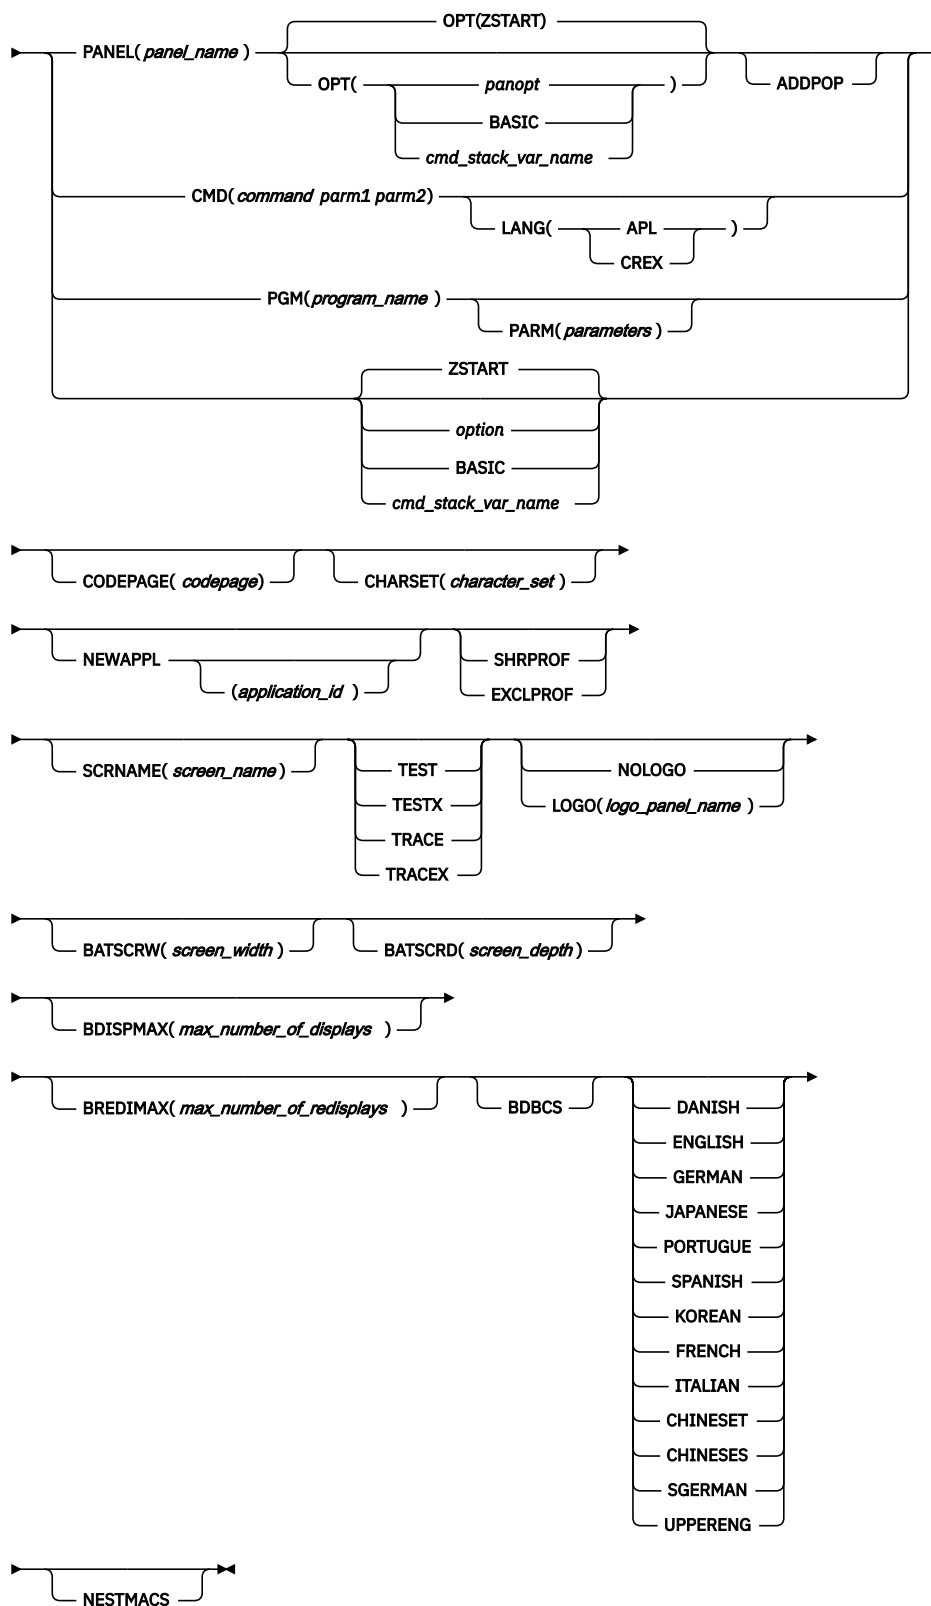 OPT(ZSTART)
PANEL( panel_name )
OPT( panopt )
ADDPOP
BASIC
cmd_stack_var_name
CMD( command parm1 parm2)
LANG( APL )
CREX
PGM( program_name )
PARM( parameters )
ZSTART
option
BASIC
cmd_stack_var_name
CODEPAGE( codepage) CHARSET( character_set )
NEWAPPL SHRPROF
(application_id ) EXCLPROF
SCRNAME( screen_name ) TEST NOLOGO
TESTX LOGO( logo_panel_name )
TRACE
TRACEX
BATSCRW( screen_width ) BATSCRD( screen_depth )
BDISPMAX( max_number_of_displays )
BREDIMAX( max_number_of_redisplays ) BDBCS DANISH
ENGLISH
GERMAN
JAPANESE
PORTUGUE
SPANISH
KOREAN
FRENCH
ITALIAN
CHINESET
CHINESES
SGERMAN
UPPERENG
NESTMACS